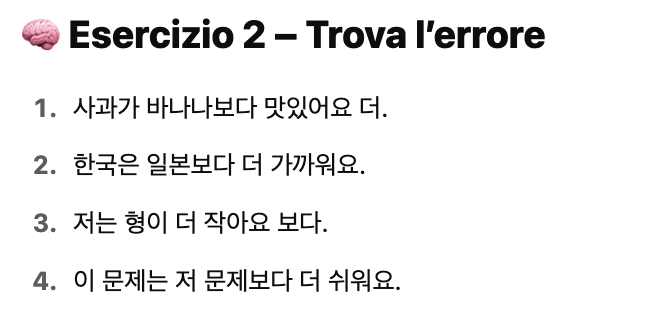 🧠 Esercizio 2 – Trova l’errore
1. 사과가 바나나보다 맛있어요 더.
2. 한국은 일본보다 더 가까워요.
3. 저는 형이 더 작아요 보다.
4. 이 문제는 저 문제보다 더 쉬워요.